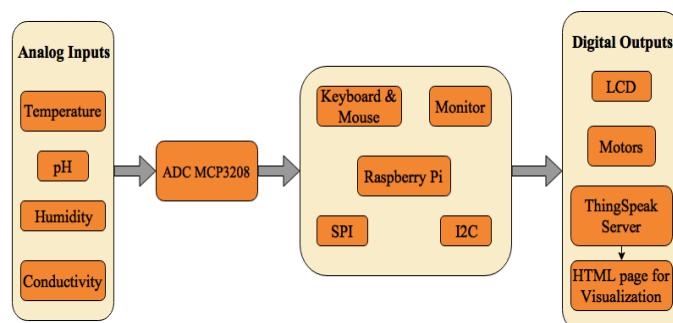 Analog Inputs
Temperature
pH
Humidity
Conductivity
ADC MCP3208
Keyboard &
Mouse
Monitor
Raspberry Pi
SPI
I2C
Digital Outputs
LCD
Motors
ThingSpeak
Server
HTML page for
Visualization